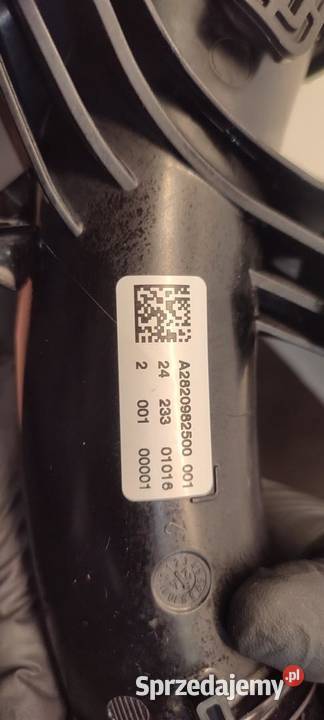 A2820982500 001
24 233 01016
2 001 00001
Sprzedajemy.pl